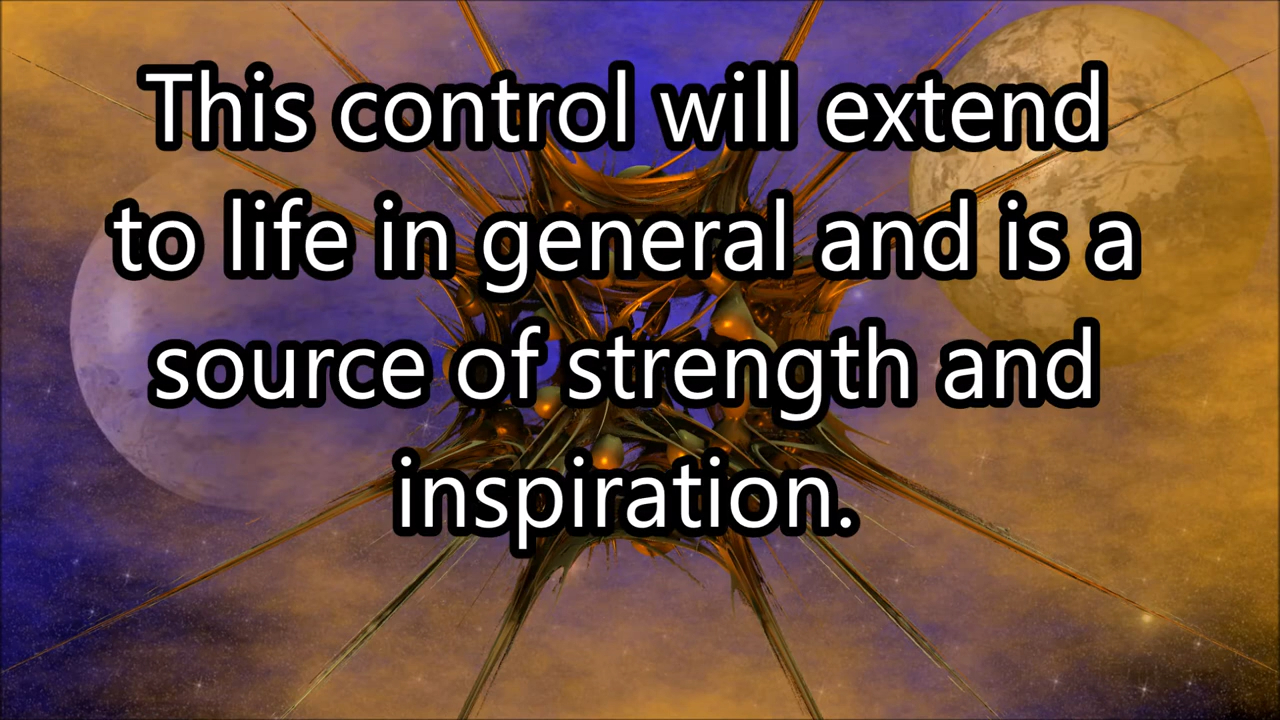 This control will extend
to life in general and is a
source of strength and
inspiration.